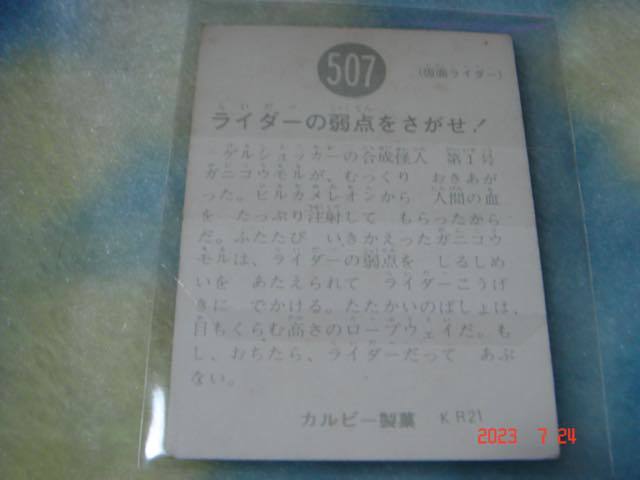 507
(仮面ライダー)
ライダーの弱点をさがせ！
ゲルショッカーの合成怪人 第1号
ガニコウモルが、むっくり おきあが
った。ヒルカメレオンから 人間の血
を たっぷり注射して もらったから
だ。ふたたび いきかえったガニコウ
モルは、ライダーの弱点を しるしめ
いを あたえられて ライダーこうげ
きに でかける。たたかいのばしょは、
目もくらむ高さのロープウェイだ。も
し、おちたら、ライダーだって あぶ
ない。
カルビー製菓 KR21
2023 7 24